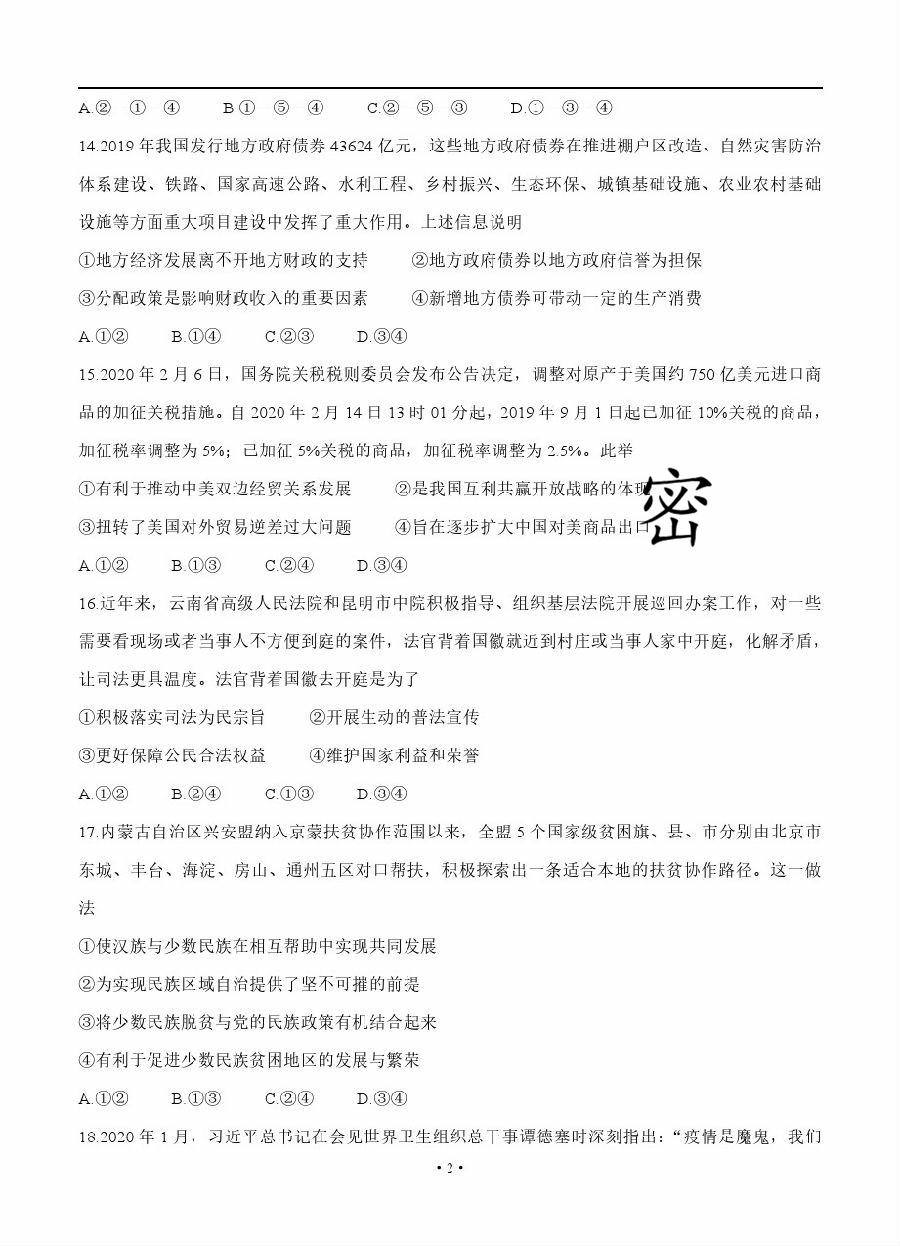 A.② ① ④ B①  ⑤ ④ C.② ⑤ ③ D.① ③ ④
14.2019 年我国发行地方政府债券 43624 亿元，这些地方政府债券在推进棚户区改造、自然灾害防治
体系建设、铁路、国家高速公路、水利工程、乡村振兴、生态环保、城镇基础设施、农业农村基础
设施等方面重大项目建设中发挥了重大作用。上述信息说明
①地方经济发展离不开地方财政的支持 ②地方政府债券以地方政府信誉为担保
③分配政策是影响财政收入的重要因素 ④新增地方债券可带动一定的生产消费
A.①② B.①④ C.②③ D.③④
15.2020 年 2 月 6 日，国务院关税税则委员会发布公告决定，调整对原产于美国约 750 亿美元进口商
品的加征关税措施。自 2020 年 2 月 14 日 13 时 01 分起，2019 年 9 月 1 日起已加征 10%关税的商品，
加征税率调整为 5%；已加征 5%关税的商品，加征税率调整为 2.5%。此举
①有利于推动中美双边经贸关系发展 ②是我国互利共赢开放战略的体现
③扭转了美国对外贸易逆差过大问题 ④旨在逐步扩大中国对美商品出口
密
A.①② B.①③ C.②④ D.③④
16.近年来，云南省高级人民法院和昆明市中院积极指导、组织基层法院开展巡回办案工作，对一些
需要看现场或者当事人不方便到庭的案件，法官背着国徽就近到村庄或当事人家中开庭，化解矛盾，
让司法更具温度。法官背着国徽去开庭是为了
①积极落实司法为民宗旨 ②开展生动的普法宣传
③更好保障公民合法权益 ④维护国家利益和荣誉
A.①② B.②④ C.①③ D.③④
17.内蒙古自治区兴安盟纳入京蒙扶贫协作范围以来，全盟 5 个国家级贫困旗、县、市分别由北京市
东城、丰台、海淀、房山、通州五区对口帮扶，积极探索出一条适合本地的扶贫协作路径。这一做
法
①使汉族与少数民族在相互帮助中实现共同发展
②为实现民族区域自治提供了坚不可摧的前提
③将少数民族脱贫与党的民族政策有机结合起来
④有利于促进少数民族贫困地区的发展与繁荣
A.①② B.①③ C.②④ D.③④
18.2020 年 1 月，习近平总书记在会见世界卫生组织总干事谭德塞时深刻指出：“疫情是魔鬼，我们
·2·